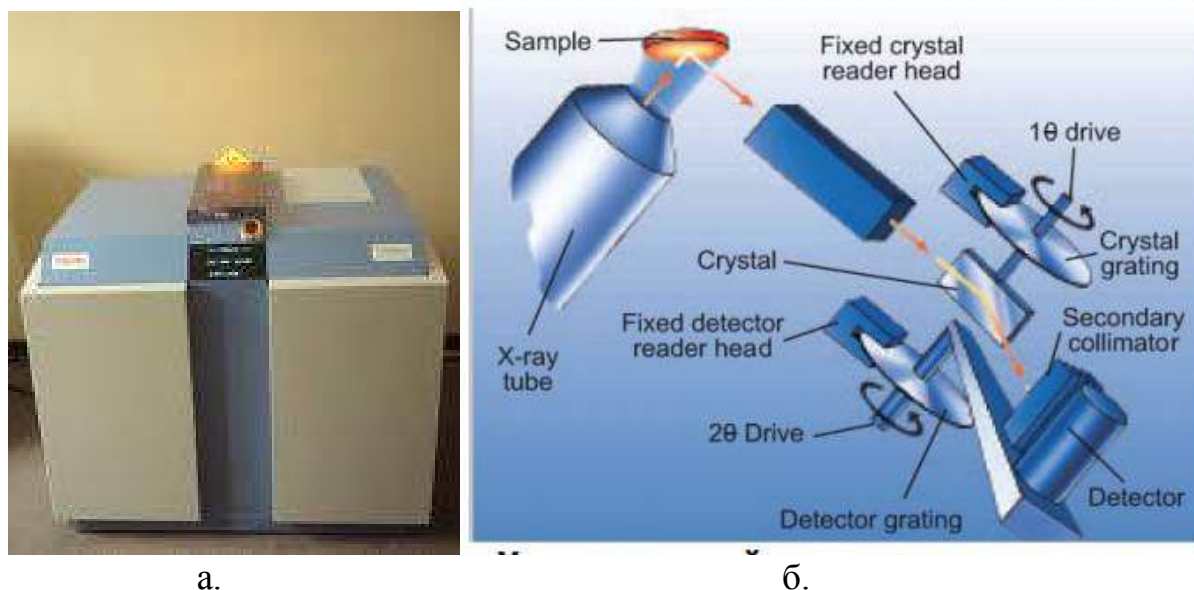 Sample
Fixed crystal
reader head
1θ drive
Crystal
grating
Crystal
Fixed detector
reader head
Secondary
collimator
X-ray
tube
2θ Drive
Detector grating
Detector
а.
б.